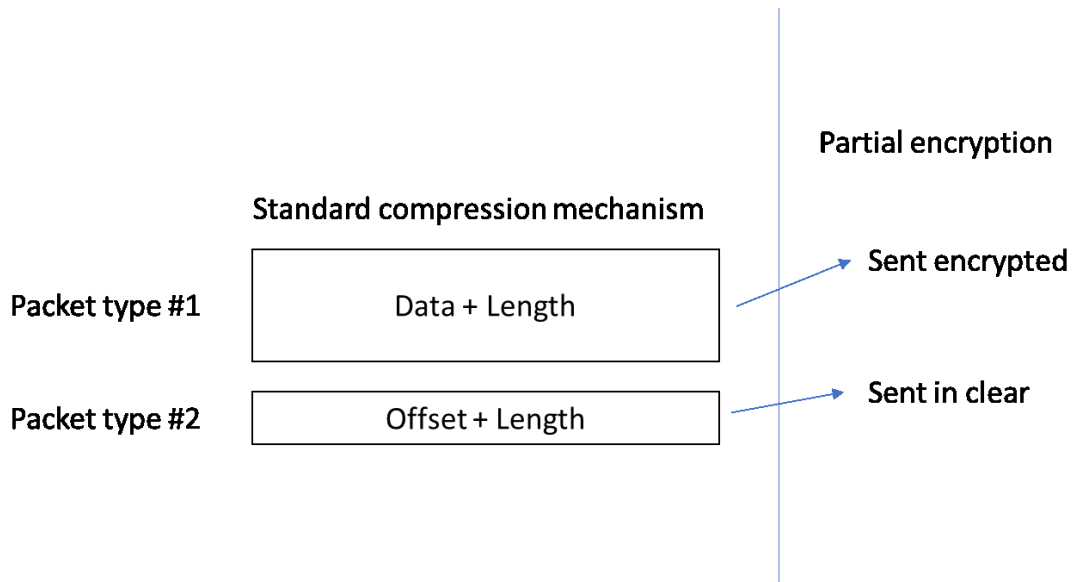 Partial encryption
Standard compression mechanism
Sent encrypted
Packet type #1
Data + Length
Sent in clear
Packet type #2
Offset + Length